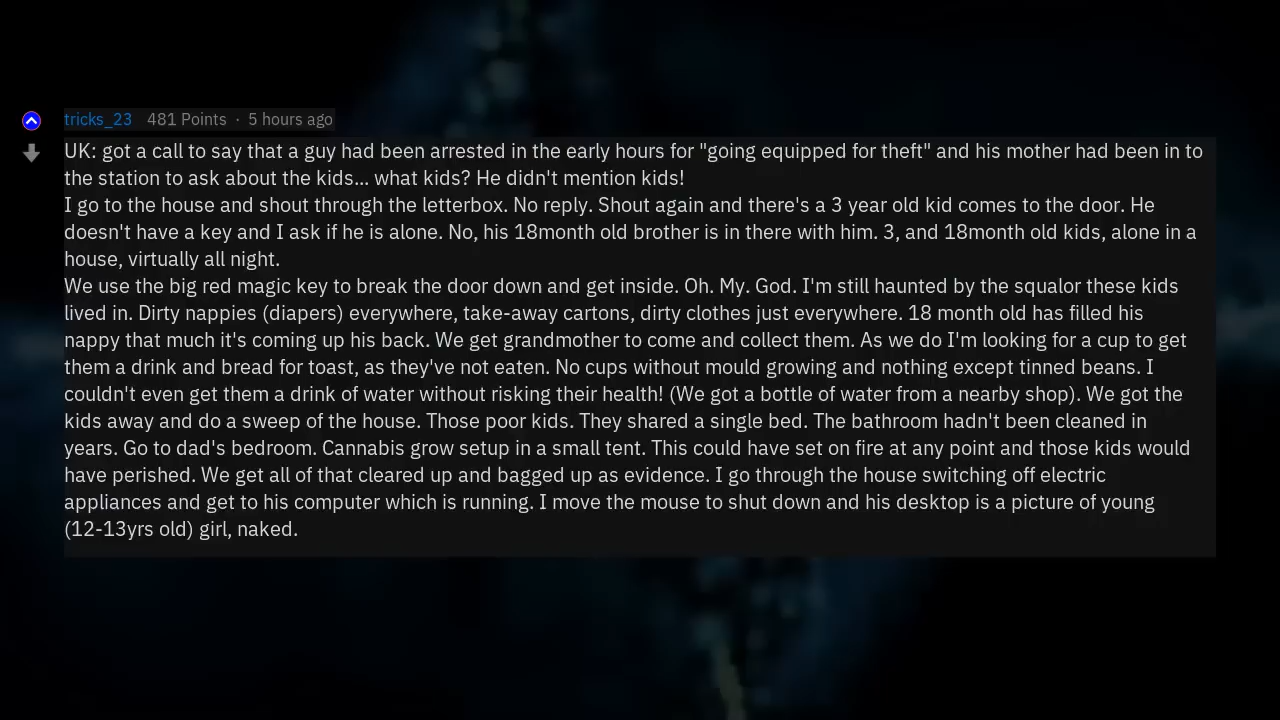 tricks_23 481 Points · 5 hours ago
UK: got a call to say that a guy had been arrested in the early hours for "going equipped for theft" and his mother had been in to
the station to ask about the kids... what kids? He didn't mention kids!
I go to the house and shout through the letterbox. No reply. Shout again and there's a 3 year old kid comes to the door. He
doesn't have a key and I ask if he is alone. No, his 18month old brother is in there with him. 3, and 18month old kids, alone in a
house, virtually all night.
We use the big red magic key to break the door down and get inside. Oh. My. God. I'm still haunted by the squalor these kids
lived in. Dirty nappies (diapers) everywhere, take-away cartons, dirty clothes just everywhere. 18 month old has filled his
nappy that much it's coming up his back. We get grandmother to come and collect them. As we do I'm looking for a cup to get
them a drink and bread for toast, as they've not eaten. No cups without mould growing and nothing except tinned beans. I
couldn't even get them a drink of water without risking their health! (We got a bottle of water from a nearby shop). We got the
kids away and do a sweep of the house. Those poor kids. They shared a single bed. The bathroom hadn't been cleaned in
years. Go to dad's bedroom. Cannabis grow setup in a small tent. This could have set on fire at any point and those kids would
have perished. We get all of that cleared up and bagged up as evidence. I go through the house switching off electric
appliances and get to his computer which is running. I move the mouse to shut down and his desktop is a picture of young
(12-13yrs old) girl, naked.